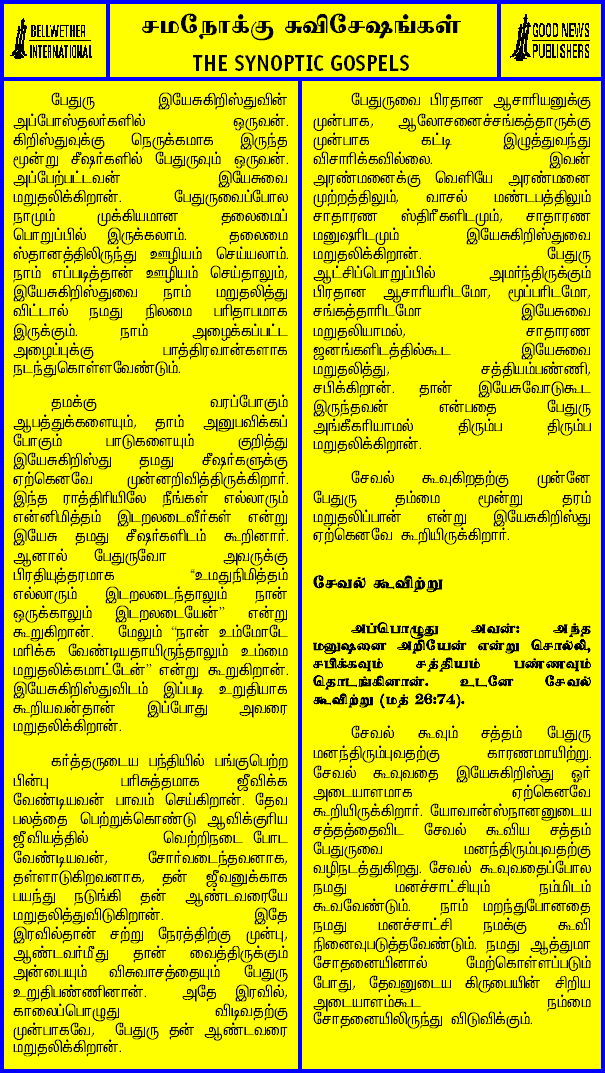 BELLWETHER
INTERNATIONAL
சமநோக்கு சுவிசேஷங்கள்
THE SYNOPTIC GOSPELS
GOOD NEWS
PUBLISHERS
பேதுரு இயேசுகிறிஸ்துவின்
அப்போஸ்தலர்களில் ஒருவன்.
கிறிஸ்துவுக்கு நெருக்கமாக இருந்த
மூன்று சீஷர்களில் பேதுருவும் ஒருவன்.
அப்பேற்பட்டவன் இயேசுவை
மறுதலிக்கிறான். பேதுருவைப்போல
நாமும் முக்கியமான தலைமைப்
பொறுப்பில் இருக்கலாம். தலைமை
ஸ்தானத்திலிருந்து ஊழியம் செய்யலாம்.
நாம் எப்படித்தான் ஊழியம் செய்தாலும்,
இயேசுகிறிஸ்துவை நாம் மறுதலித்து
விட்டால் நமது நிலமை பரிதாபமாக
இருக்கும். நாம் அழைக்கப்பட்ட
அழைப்புக்கு பாத்திரவான்களாக
நடந்துகொள்ளவேண்டும்.
தமக்கு வரப்போகும்
ஆபத்துக்களையும், தாம் அனுபவிக்கப்
போகும் பாடுகளையும் குறித்து
இயேசுகிறிஸ்து தமது சீஷர்களுக்கு
ஏற்கெனவே முன்னறிவித்திருக்கிறார்.
இந்த ராத்திரியிலே நீங்கள் எல்லாரும்
என்னிமித்தம் இடறலடைவீர்கள் என்று
இயேசு தமது சீஷர்களிடம் கூறினார்.
ஆனால் பேதுருவோ அவருக்கு
பிரதியுத்தரமாக “உமதுநிமித்தம்
எல்லாரும் இடறலடைந்தாலும் நான்
ஒருக்காலும் இடறலடையேன்” என்று
கூறுகிறான். மேலும் “நான் உம்மோடே
மரிக்க வேண்டியதாயிருந்தாலும் உம்மை
மறுதலிக்கமாட்டேன்” என்று கூறுகிறான்.
இயேசுகிறிஸ்துவிடம் இப்படி உறுதியாக
கூறியவன்தான் இப்போது அவரை
மறுதலிக்கிறான்.
கர்த்தருடைய பந்தியில் பங்குபெற்ற
பின்பு பரிசுத்தமாக ஜீவிக்க
வேண்டியவன் பாவம் செய்கிறான். தேவ
பலத்தை பெற்றுக்கொண்டு ஆவிக்குரிய
ஜீவியத்தில் வெற்றிநடை போட
வேண்டியவன், சோர்வடைந்தவனாக,
தள்ளாடுகிறவனாக, தன் ஜீவனுக்காக
பயந்து நடுங்கி தன் ஆண்டவரையே
மறுதலித்துவிடுகிறான். இதே
இரவில்தான் சற்று நேரத்திற்கு முன்பு,
ஆண்டவர்மீது தான் வைத்திருக்கும்
அன்பையும் விசுவாசத்தையும் பேதுரு
உறுதிபண்ணினான். அதே இரவில்,
காலைப்பொழுது விடிவதற்கு
முன்பாகவே, பேதுரு தன் ஆண்டவரை
மறுதலிக்கிறான்.
பேதுருவை பிரதான ஆசாரியனுக்கு
முன்பாக, ஆலோசனைச்சங்கத்தாருக்கு
முன்பாக கட்டி இழுத்துவந்து
விசாரிக்கவில்லை. இவன்
அரண்மனைக்கு வெளியே அரண்மனை
முற்றத்திலும், வாசல் மண்டபத்திலும்
சாதாரண ஸ்திரீகளிடமும், சாதாரண
மனுஷரிடமும் இயேசுகிறிஸ்துவை
மறுதலிக்கிறான். பேதுரு
ஆட்சிப்பொறுப்பில் அமர்ந்திருக்கும்
பிரதான ஆசாரியரிடமோ, மூப்பரிடமோ,
சங்கத்தாரிடமோ இயேசுவை
மறுதலியாமல், சாதாரண
ஜனங்களிடத்தில்கூட இயேசுவை
மறுதலித்து, சத்தியம்பண்ணி,
சபிக்கிறான். தான் இயேசுவோடுகூட
இருந்தவன் என்பதை பேதுரு
அங்கீகரியாமல் திரும்ப திரும்ப
மறுதலிக்கிறான்.
சேவல் கூவுகிறதற்கு முன்னே
பேதுரு தம்மை மூன்று தரம்
மறுதலிப்பான் என்று இயேசுகிறிஸ்து
ஏற்கெனவே கூறியிருக்கிறார்.
சேவல் கூவிற்று
அப்பொழுது அவன்: அந்த
மனுஷனை அறியேன் என்று சொல்லி,
சபிக்கவும் சத்தியம் பண்ணவும்
தொடங்கினான். உடனே சேவல்
கூவிற்று (மத் 26:74).
சேவல் கூவும் சத்தம் பேதுரு
மனந்திரும்புவதற்கு காரணமாயிற்று.
சேவல் கூவுவதை இயேசுகிறிஸ்து ஓர்
அடையாளமாக ஏற்கெனவே
கூறியிருக்கிறார். யோவான்ஸ்நானனுடைய
சத்தத்தைவிட சேவல் கூவிய சத்தம்
பேதுருவை மனந்திரும்புவதற்கு
வழிநடத்துகிறது. சேவல் கூவுவதைப்போல
நமது மனச்சாட்சியும் நம்மிடம்
கூவவேண்டும். நாம் மறந்துபோனதை
நமது மனசாட்சி நமக்கு கூவி
நினைவுபடுத்தவேண்டும். நமது ஆத்துமா
சோதனையினால் மேற்கொள்ளப்படும்
போது, தேவனுடைய கிருபையின் சிறிய
அடையாளம்கூட நம்மை
சோதனையிலிருந்து விடுவிக்கும்.